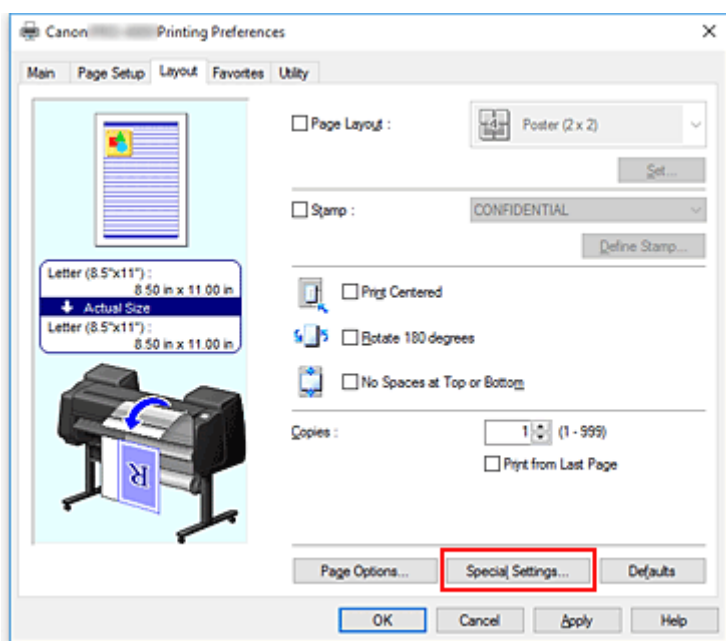 Canon Printing Preferences
Main Page Setup Layout Favorites Utility
Page Layout :
4
Poster (2 x 2)
Set...
Stamp :
CONFIDENTIAL
Define Stamp...
Letter (8.5"x11") :
8.50 in x 11.00 in
Actual Size
Letter (8.5"x11") :
8.50 in x 11.00 in
Print Centered
Rotate 180 degrees
No Spaces at Top or Bottom
Copies :
1 (1 - 999)
Print from Last Page
R
Page Options... Special Settings... Defaults
OK Cancel Apply Help